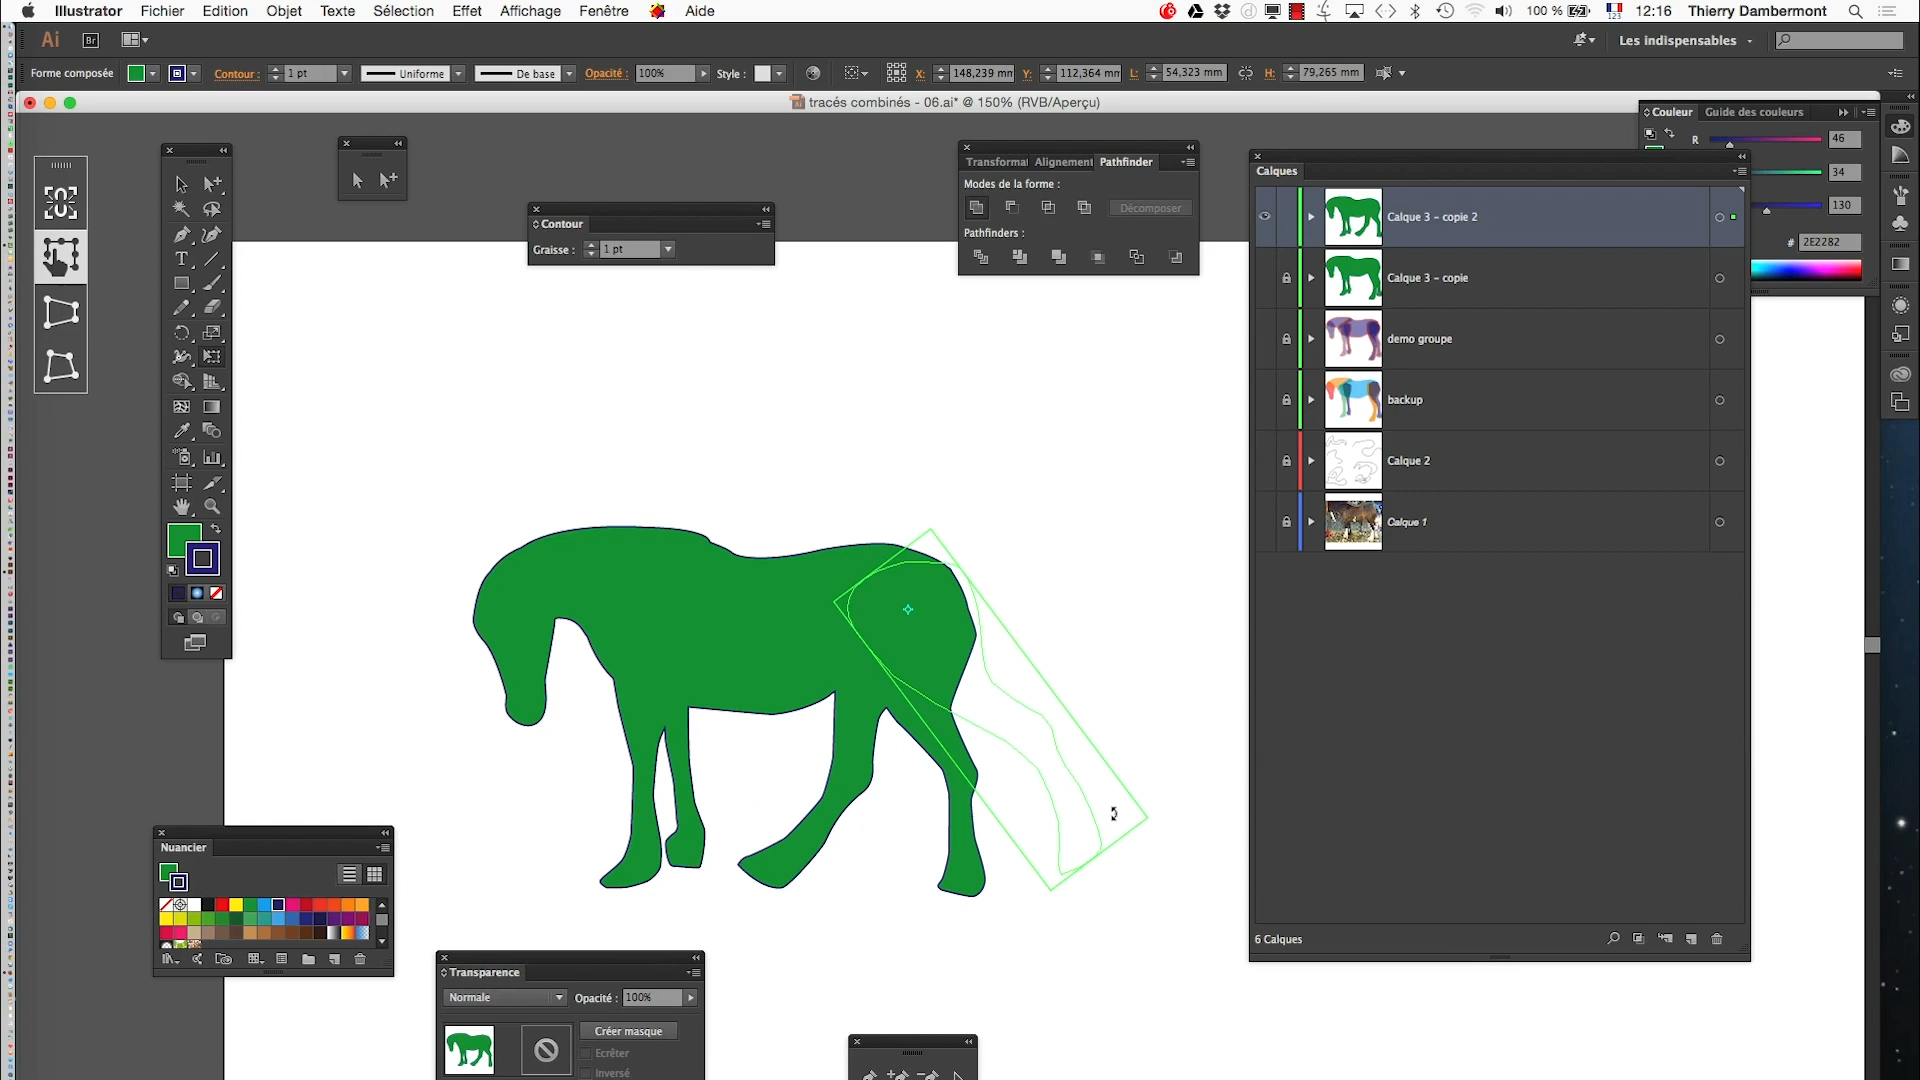 Illustrator Fichier Edition Objet Texte Sélection Effet Affichage Fenêtre Aide 100 % 123 12:16 Thierry Dambermont
Ai Br Les indispensables
Forme composée Contour : 1 pt Uniforme De base Opacité : 100% Style : X: 148,239 mm Y: 112,364 mm L: 54,323 mm H: 79,265 mm
tracés combinés - 06.ai* @ 150% (RVB/Aperçu)
Couleur Guide des couleurs
R 46
34
130
# 2E2282
Transformat Alignement Pathfinder
Modes de la forme :
Décomposer
Pathfinders :
Contour
Graisse : 1 pt
Calques
Calque 3 - copie 2
Calque 3 - copie
demo groupe
backup
Calque 2
Calque 1
6 Calques
Nuancier
Transparence
Normale Opacité : 100%
Créer masque
Ecrêter
Inversé